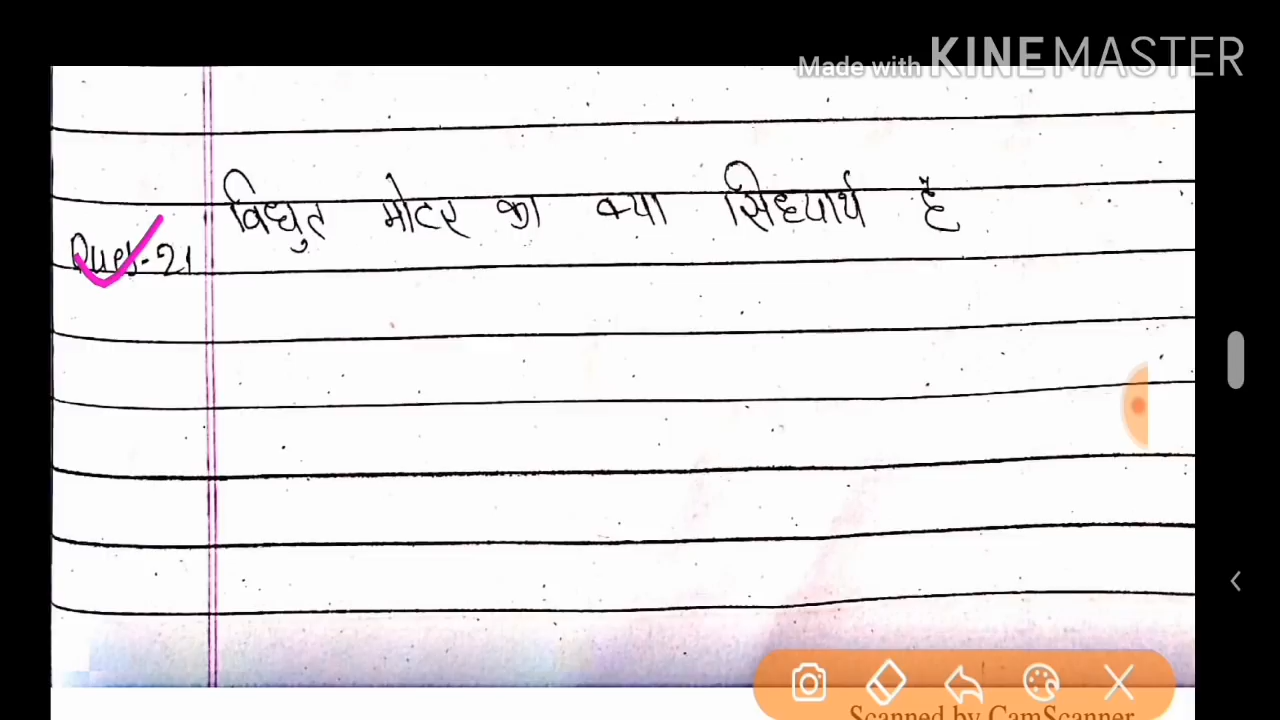 Made with KINEMASTER
विध्युत मोटर का क्या सिध्यार्थ है
Ques-21
Scanned by CamScanner